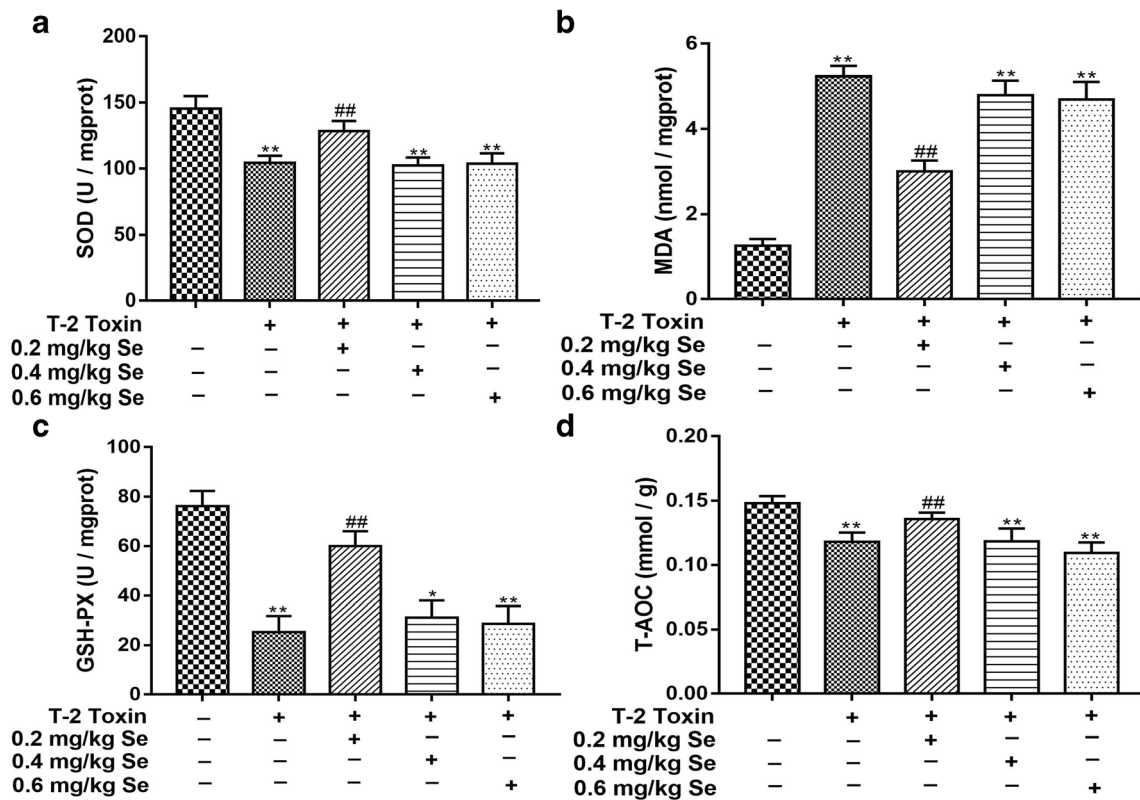 a
SOD (U / mgprot)
200
150
100
50
0
**
##
**
**
T-2 Toxin + + + +
0.2 mg/kg Se – – + – –
0.4 mg/kg Se – – – + –
0.6 mg/kg Se – – – – +
b
MDA (nmol / mgprot)
6
4
2
0
**
##
**
**
T-2 Toxin + + + +
0.2 mg/kg Se – – + – –
0.4 mg/kg Se – – – + –
0.6 mg/kg Se – – – – +
c
GSH-PX (U / mgprot)
100
80
60
40
20
0
**
##
*
**
T-2 Toxin – + + + +
0.2 mg/kg Se – – + – –
0.4 mg/kg Se – – – + –
0.6 mg/kg Se – – – – +
d
T-AOC (mmol / g)
0.20
0.15
0.10
0.05
0.00
**
##
**
**
T-2 Toxin + + + +
0.2 mg/kg Se – – + – –
0.4 mg/kg Se – – – + –
0.6 mg/kg Se – – – – +